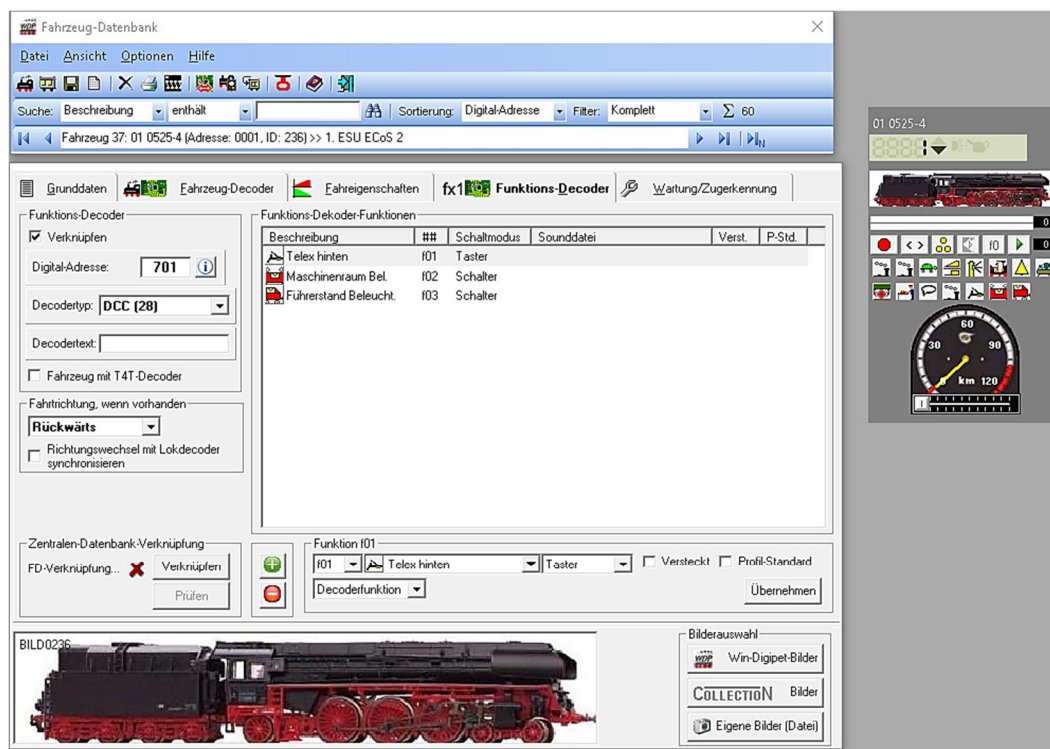 WDP Fahrzeug-Datenbank
Datei Ansicht Optionen Hilfe
Suche: Beschreibung enthält Sortierung: Digital-Adresse Filter: Komplett Σ 60
Fahrzeug 37: 01 0525-4 (Adresse: 0001, ID: 236) >> 1. ESU ECoS 2
Grunddaten Fahrzeug-Decoder Fahreigenschaften fx1 Funktions-Decoder Wartung/Zugerkennung
Funktions-Decoder
Verknüpfen
Digital-Adresse: 701
Decodertyp: DCC (28)
Decodertext:
Fahrzeug mit T4T-Decoder
Fahrtrichtung, wenn vorhanden
Rückwärts
Richtungswechsel mit Lokdecoder
synchronisieren
Funktions-Dekoder-Funktionen
Beschreibung ## Schaltmodus Sounddatei Verst. P-Std.
Telex hinten f01 Taster
Maschinenraum Bel. f02 Schalter
Führerstand Beleucht. f03 Schalter
Zentralen-Datenbank-Verknüpfung
FD-Verknüpfung... Verknüpfen
Prüfen
Funktion f01
f01 Telex hinten Taster Versteckt Profil-Standard
Decoderfunktion Übernehmen
BILD0236
Bilderauswahl
WDP Win-Digipet-Bilder
COLLECTION Bilder
Eigene Bilder (Datei)
01 0525-4
0
< > f0 0
60
30 90
0 km 120